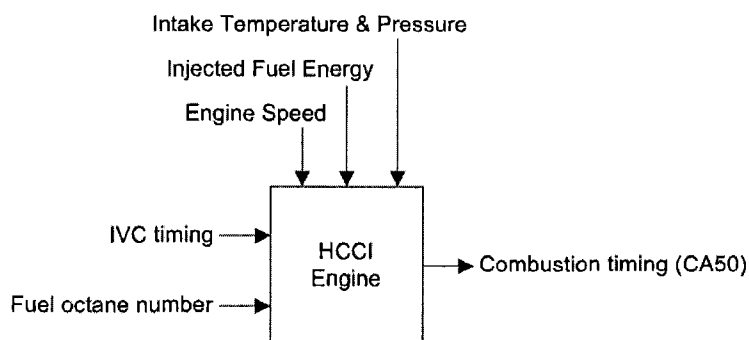 Intake Temperature & Pressure
Injected Fuel Energy
Engine Speed
IVC timing
HCCI
Engine
Combustion timing (CA50)
Fuel octane number